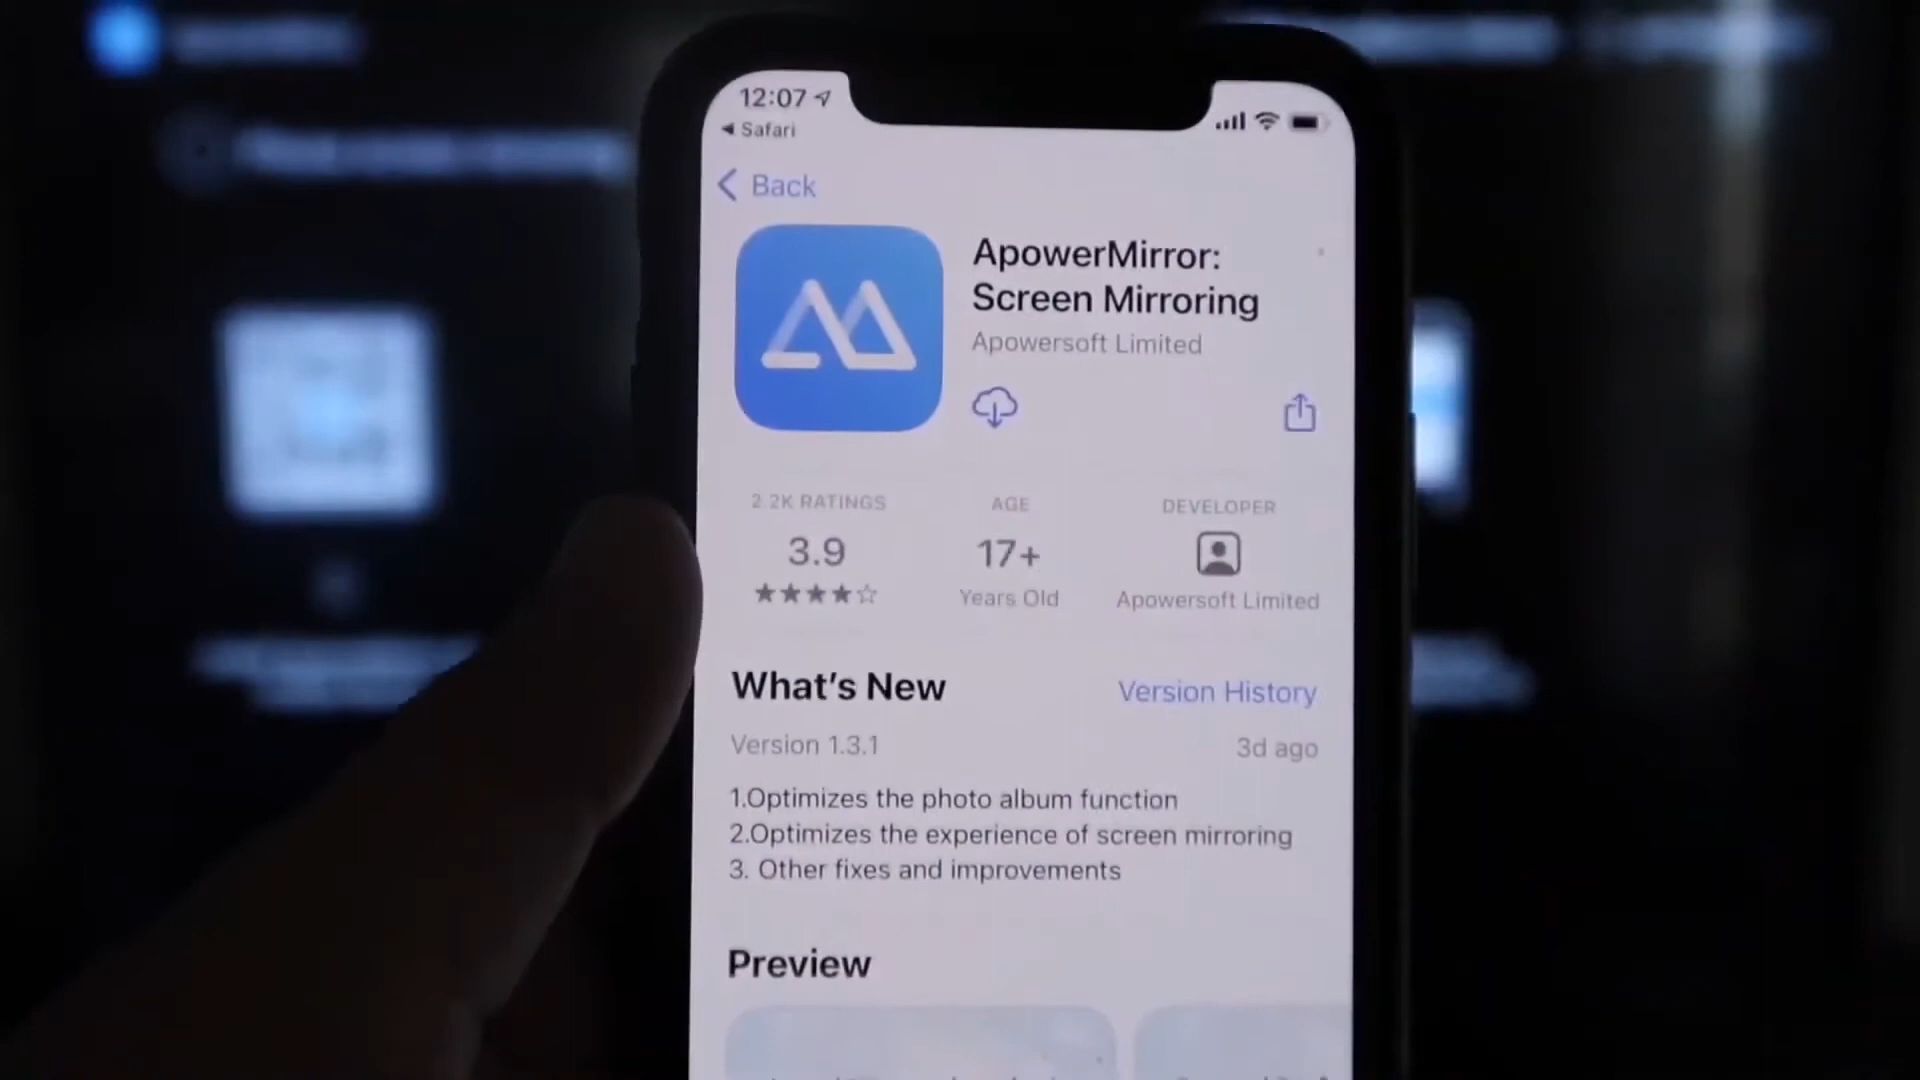 12:07
Safari
Back
ApowerMirror:
Screen Mirroring
Apowersoft Limited
2.2K RATINGS
AGE
DEVELOPER
3.9
17+
Years Old
Apowersoft Limited
What's New
Version History
Version 1.3.1
3d ago
1.Optimizes the photo album function
2.Optimizes the experience of screen mirroring
3. Other fixes and improvements
Preview